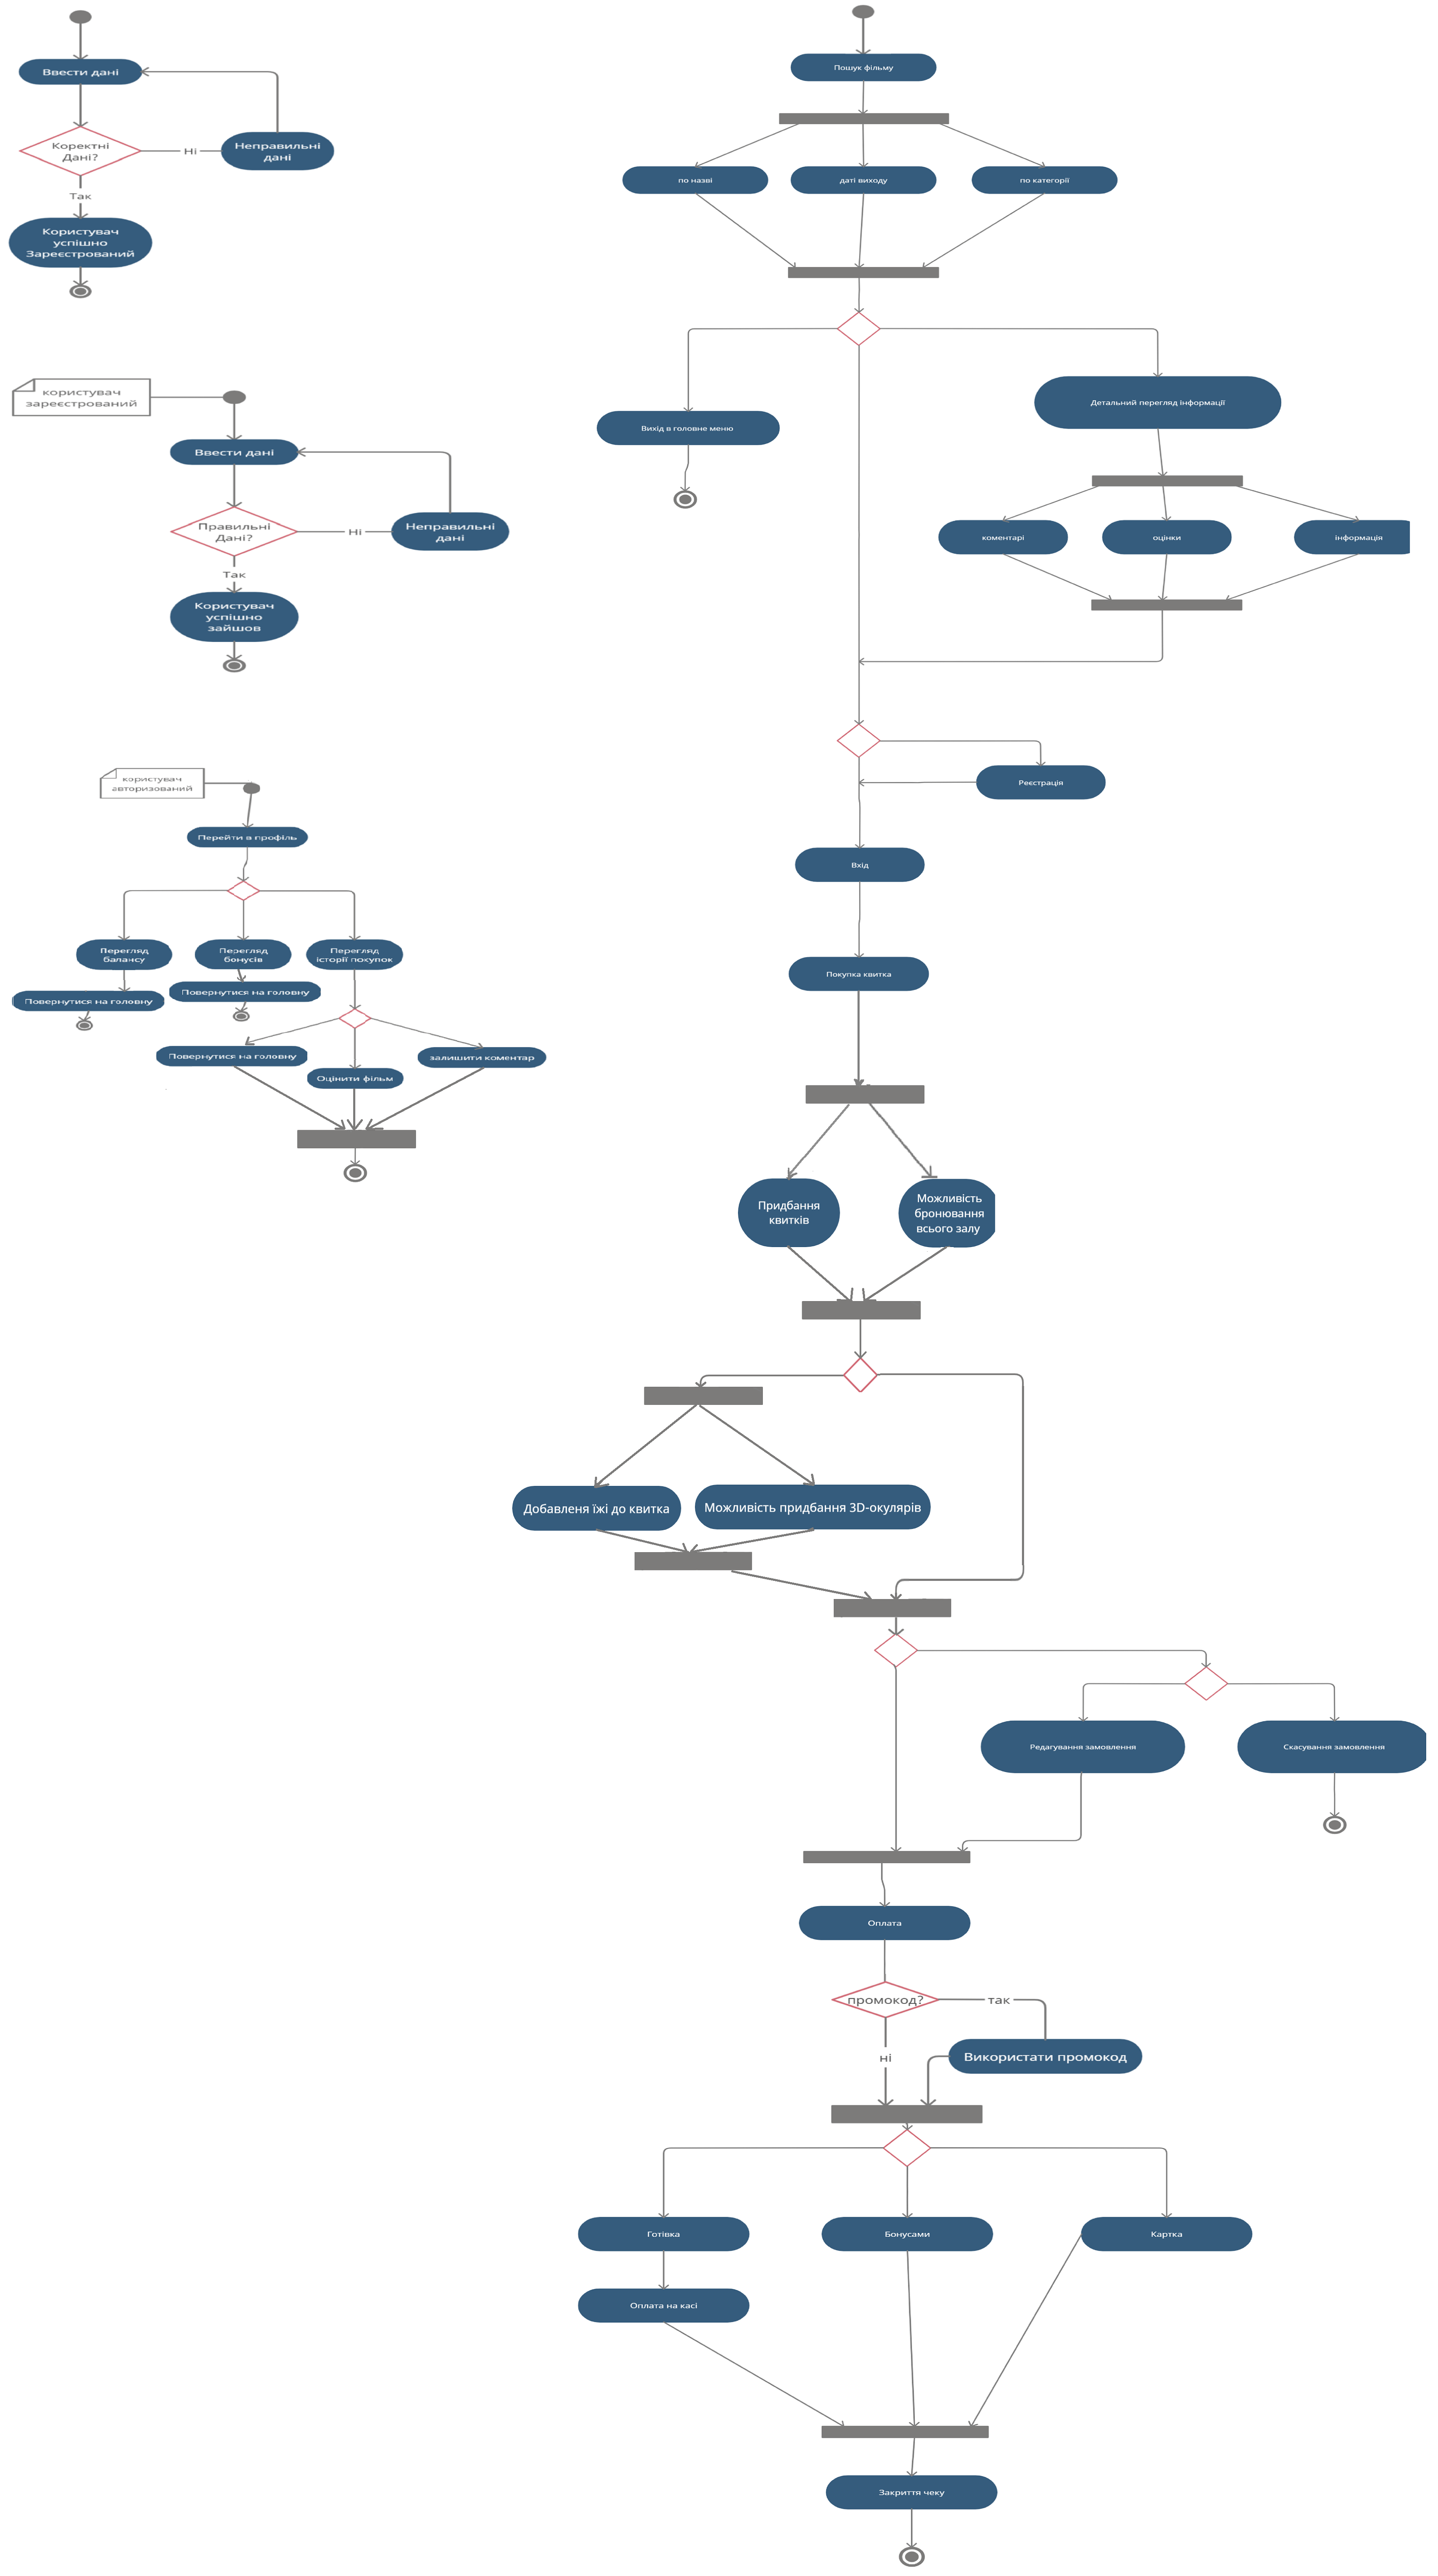 Ввести дані
Коректні
Дані?
Ні
Неправильні
дані
Так
Користувач
успішно
Зареєстрований
користувач
зареєстрований
Ввести дані
Правильні
Дані?
Ні
Неправильні
дані
Так
Користувач
успішно
зайшов
користувач
авторизований
Перейти в профіль
Перегляд
балансу
Перегляд
бонусів
Перегляд
історії покупок
Повернутися на головну
Повернутися на головну
Повернутися на головну
Оцінити фільм
залишити коментар
Пошук фільму
по назві
даті виходу
по категорії
Вихід в головне меню
Детальний перегляд інформації
коментарі
оцінки
інформація
Реєстрація
Вхід
Покупка квитка
Придбання
квитків
Можливість
бронювання
всього залу
Добавленя їжі до квитка
Можливість придбання 3D-окулярів
Редагування замовлення
Скасування замовлення
Оплата
промокод?
так
ні
Використати промокод
Готівка
Бонусами
Картка
Оплата на касі
Закриття чеку